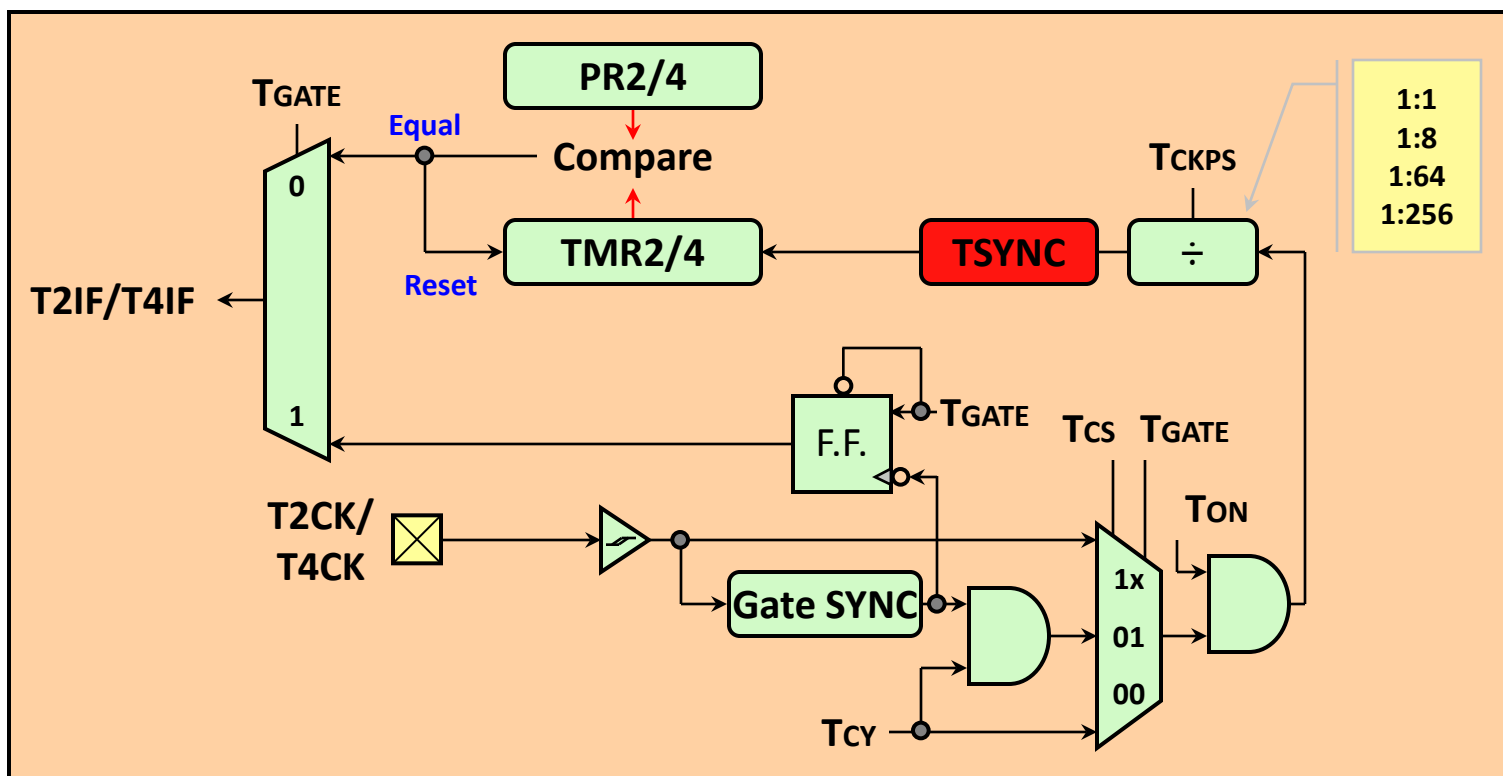 PR2/4
TGATE
Equal
Compare
0
TCKPS
1:1
1:8
1:64
1:256
TMR2/4
TSYNC
÷
Reset
T2IF/T4IF
1
F.F.
TGATE
TCS
TGATE
T2CK/
T4CK
TON
1x
Gate SYNC
01
00
TCY